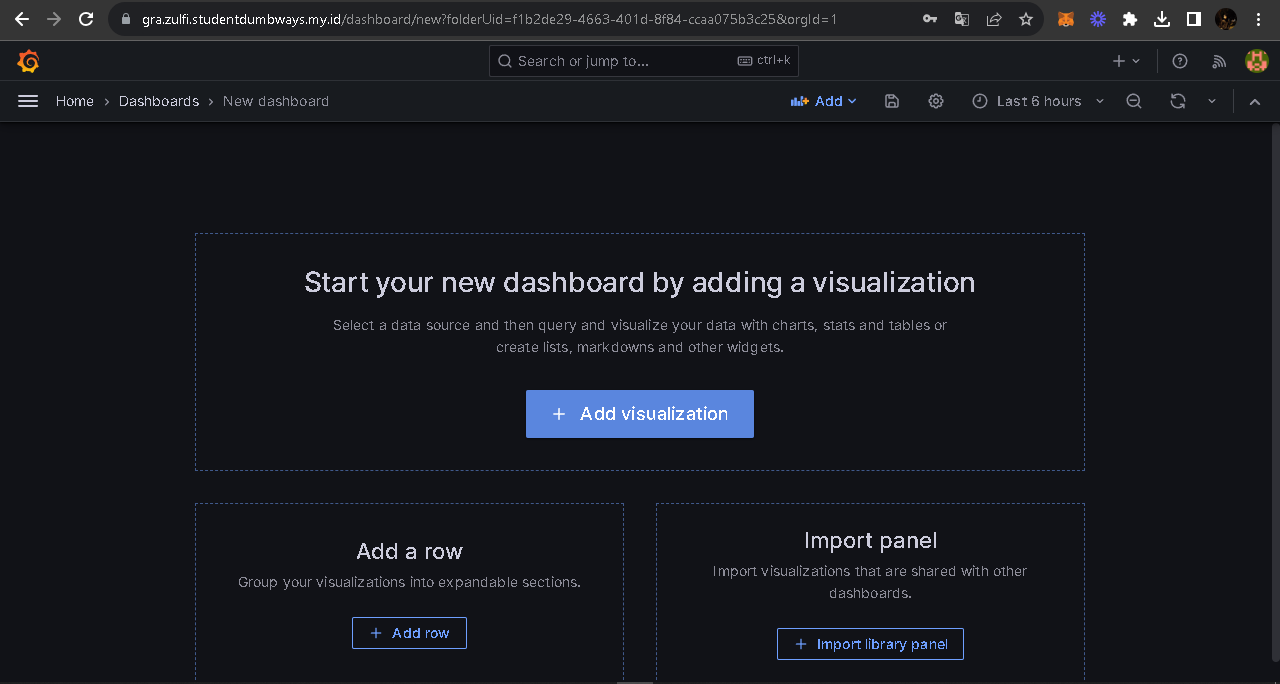 gra.zulfi.studentdumbways.my.id/dashboard/new?folderUid=f1b2de29-4663-401d-8f84-ccaa075b3c25&orgId=1
Search or jump to... ctrl+k
Home › Dashboards › New dashboard Add Last 6 hours
Start your new dashboard by adding a visualization
Select a data source and then query and visualize your data with charts, stats and tables or
create lists, markdowns and other widgets.
+ Add visualization
Add a row
Group your visualizations into expandable sections.
+ Add row
Import panel
Import visualizations that are shared with other
dashboards.
+ Import library panel